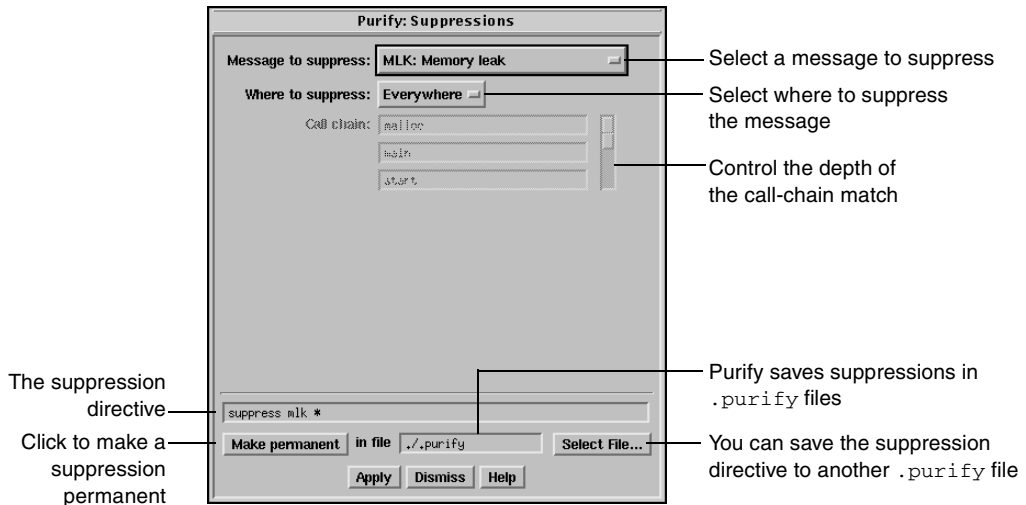 Purify: Suppressions
Message to suppress: MLK: Memory leak
Select a message to suppress
Where to suppress: Everywhere
Select where to suppress
the message
Call chain: malloc
main
start
Control the depth of
the call-chain match
The suppression
directive
suppress mlk *
Purify saves suppressions in
.purify files
Click to make a
suppression
permanent
Make permanent in file ./.purify Select File...
You can save the suppression
directive to another .purify file
Apply Dismiss Help